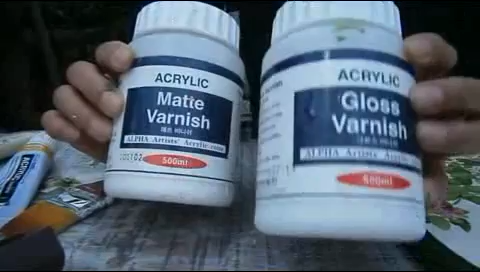 ACRYLIC
Matte
Varnish
ALPHA Artists' Acrylic
500ml
ACRYLIC
Gloss
Varnish
ALPHA Artists' Acrylic
500ml